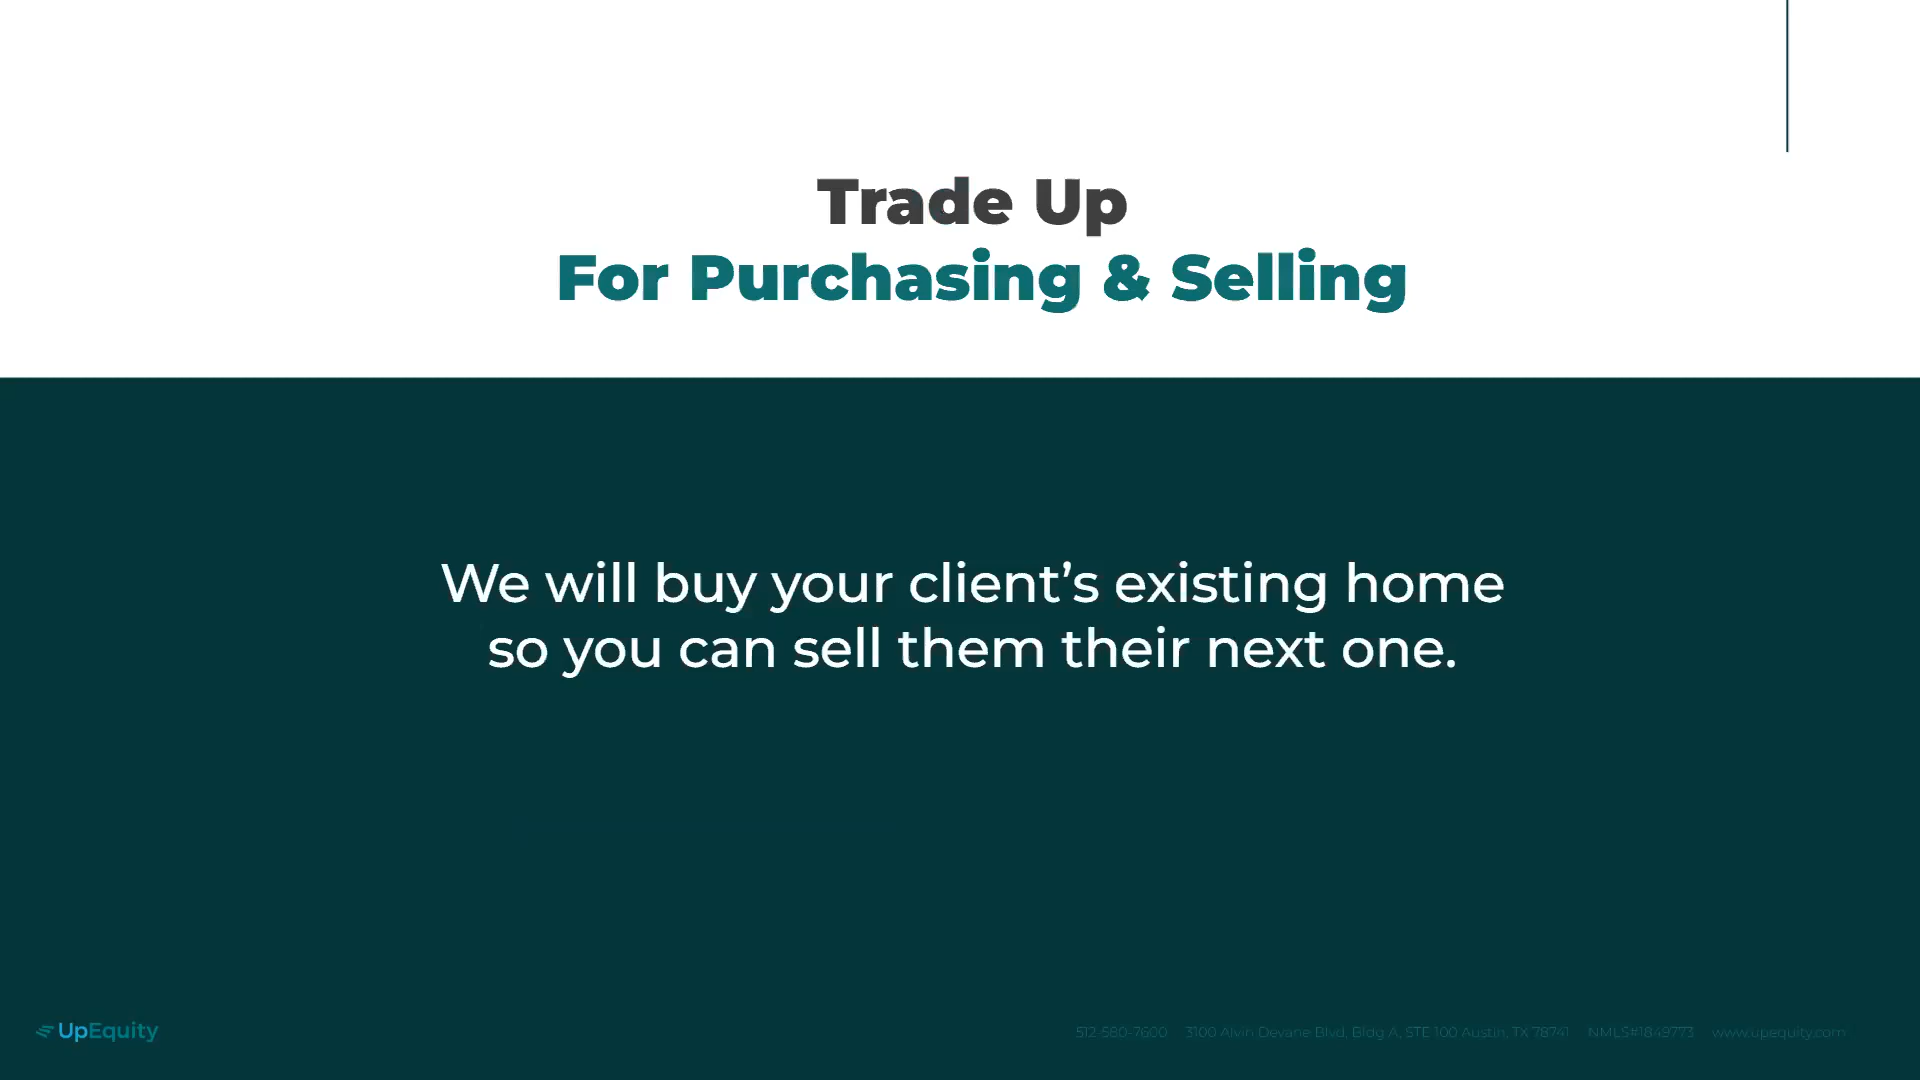 Trade Up
For Purchasing & Selling
We will buy your client’s existing home
so you can sell them their next one.
UpEquity
512-580-7600 3100 Alvin Devane Blvd, Bldg A, STE 100 Austin, TX 78741 NMLS#1849773 www.upequity.com